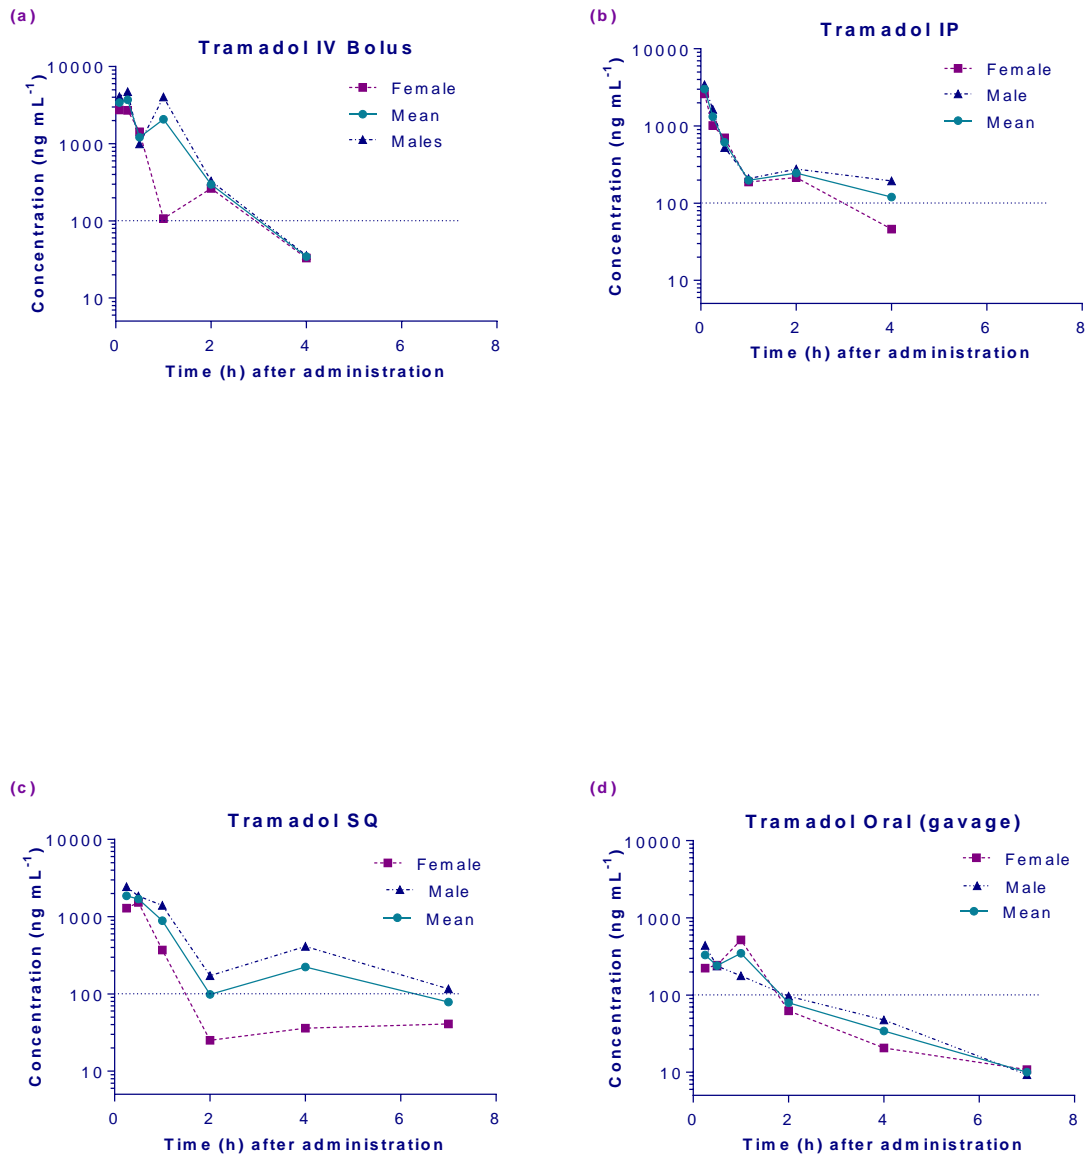 (a)
Tramadol IV Bolus
Concentration (ng mL⁻¹)
10000
1000
100
10
Female
Mean
Males
0 2 4 6 8
Time (h) after administration
(b)
Tramadol IP
Concentration (ng mL⁻¹)
10000
1000
100
10
Female
Male
Mean
0 2 4 6 8
Time (h) after administration
(c)
Tramadol SQ
Concentration (ng mL⁻¹)
10000
1000
100
10
Female
Male
Mean
0 2 4 6 8
Time (h) after administration
(d)
Tramadol Oral (gavage)
Concentration (ng mL⁻¹)
10000
1000
100
10
Female
Male
Mean
0 2 4 6 8
Time (h) after administration